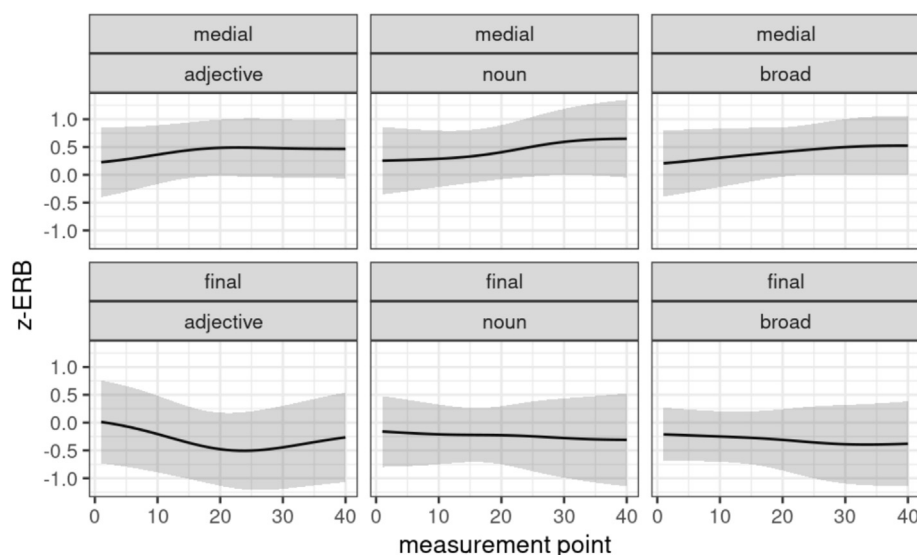 medial medial medial
adjective noun broad
1.0
0.5
0.0
-0.5
-1.0
z-ERB
final final final
adjective noun broad
1.0
0.5
0.0
-0.5
-1.0
0 10 20 30 40 0 10 20 30 40 0 10 20 30 40
measurement point